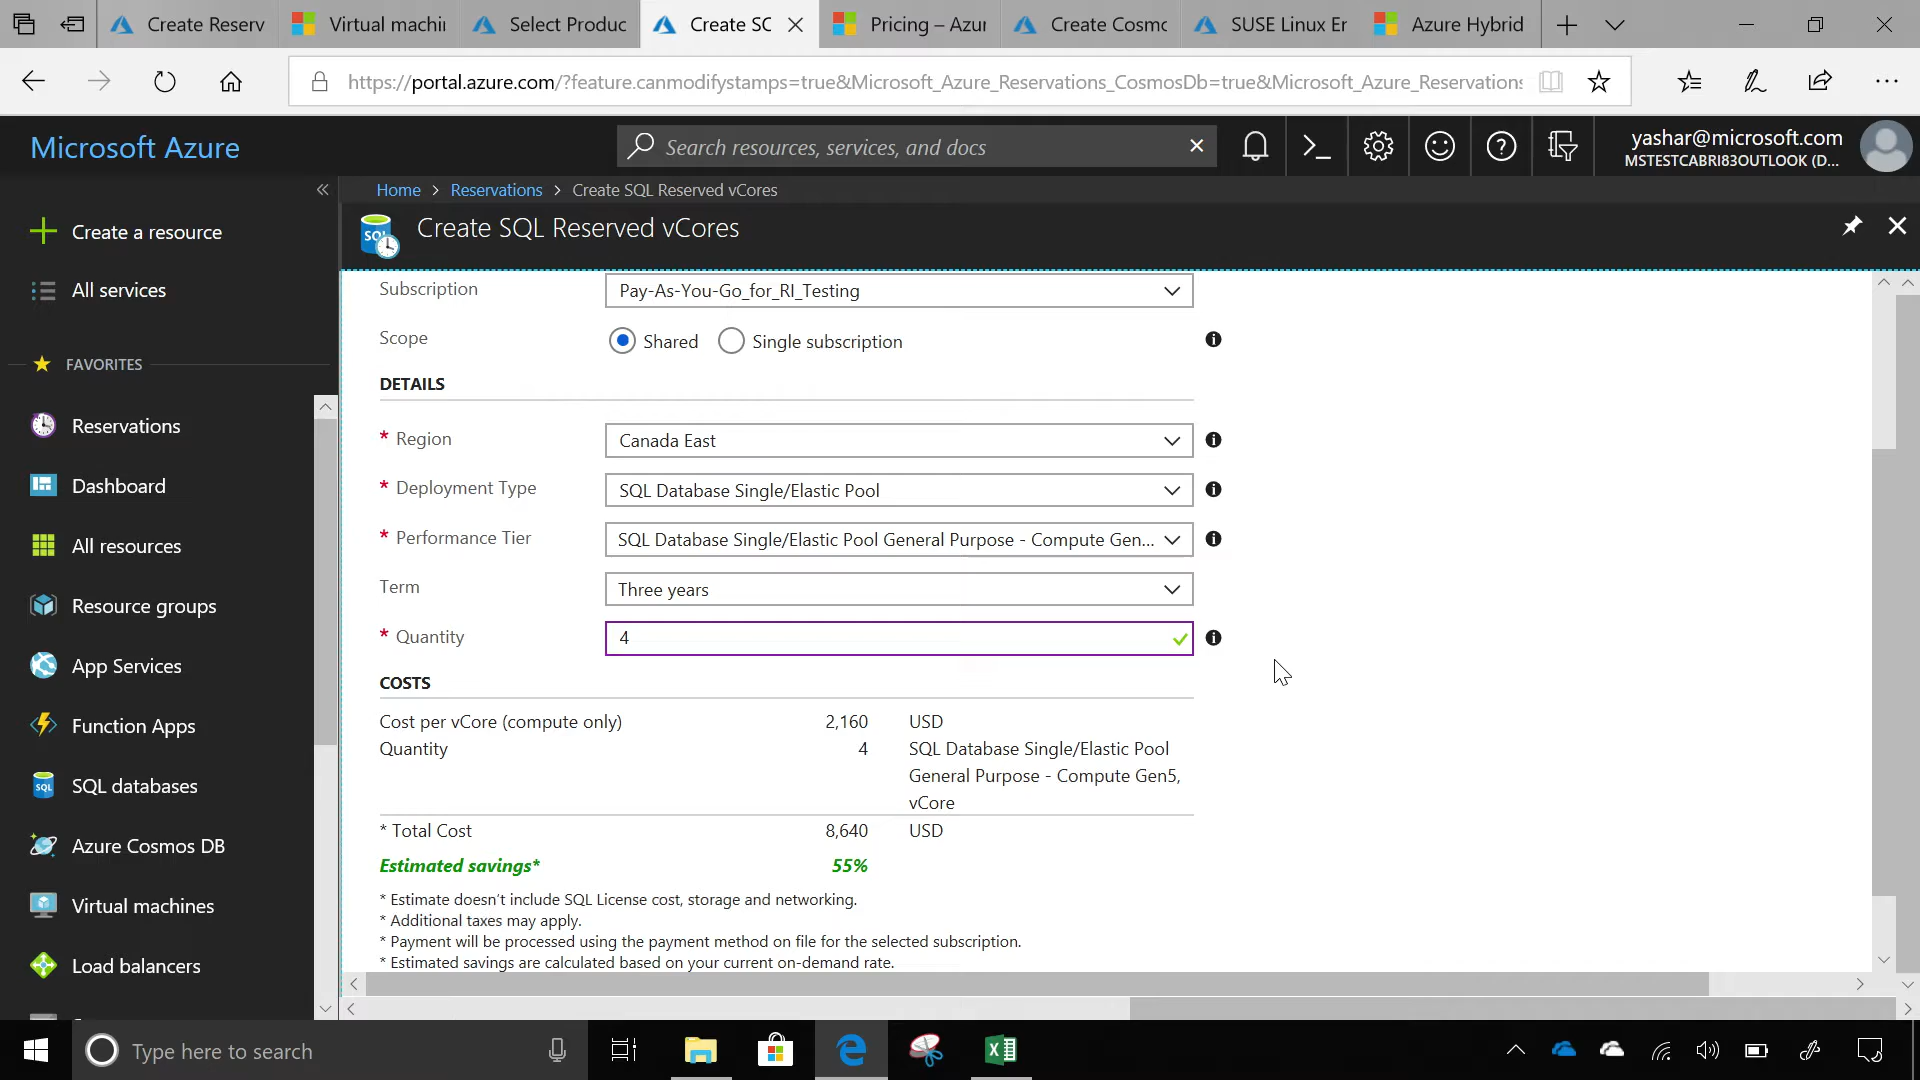 Create Reserv
Virtual machin
Select Produc
Create SC
Pricing – Azur
Create Cosmo
SUSE Linux Er
Azure Hybrid
https://portal.azure.com/?feature.canmodifystamps=true&Microsoft_Azure_Reservations_CosmosDb=true&Microsoft_Azure_Reservations
Microsoft Azure
Search resources, services, and docs
yashar@microsoft.com
MSTESTCABRI83OUTLOOK (D...
Home > Reservations > Create SQL Reserved vCores
Create SQL Reserved vCores
Create a resource
All services
FAVORITES
Reservations
Dashboard
All resources
Resource groups
App Services
Function Apps
SQL databases
Azure Cosmos DB
Virtual machines
Load balancers
Subscription
Pay-As-You-Go_for_RI_Testing
Scope
Shared
Single subscription
DETAILS
* Region
Canada East
* Deployment Type
SQL Database Single/Elastic Pool
* Performance Tier
SQL Database Single/Elastic Pool General Purpose - Compute Gen...
Term
Three years
* Quantity
4
COSTS
Cost per vCore (compute only) 2,160 USD
Quantity 4 SQL Database Single/Elastic Pool
General Purpose - Compute Gen5,
vCore
* Total Cost 8,640 USD
Estimated savings* 55%
* Estimate doesn't include SQL License cost, storage and networking.
* Additional taxes may apply.
* Payment will be processed using the payment method on file for the selected subscription.
* Estimated savings are calculated based on your current on-demand rate.
Type here to search